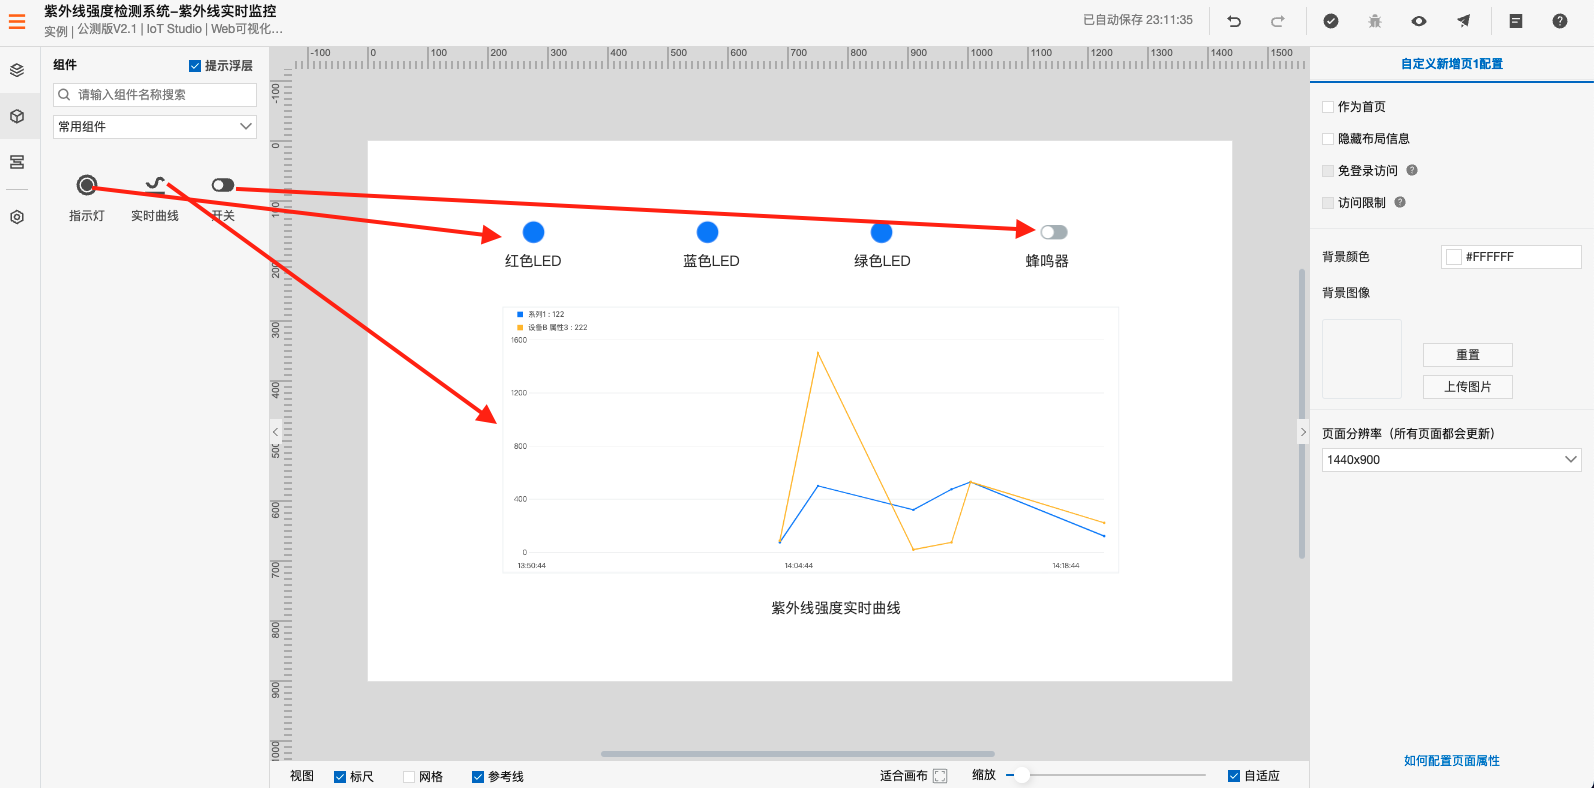 紫外线强度检测系统-紫外线实时监控
实例 | 公测版V2.1 | IoT Studio | Web可视化...
已自动保存 23:11:35
组件
提示浮层
请输入组件名称搜索
常用组件
指示灯
实时曲线
开关
-100 0 100 200 300 400 500 600 700 800 900 1000 1100 1200 1300 1400 1500
-100
0
100
200
300
400
500
600
700
800
900
1000
红色LED
蓝色LED
绿色LED
蜂鸣器
系列1 : 122
设备B 属性3 : 222
1600
1200
800
400
0
13:50:44
14:04:44
14:18:44
紫外线强度实时曲线
视图
标尺
网格
参考线
适合画布
缩放
自适应
自定义新增页1配置
作为首页
隐藏布局信息
免登录访问
访问限制
背景颜色
#FFFFFF
背景图像
重置
上传图片
页面分辨率（所有页面都会更新）
1440x900
如何配置页面属性